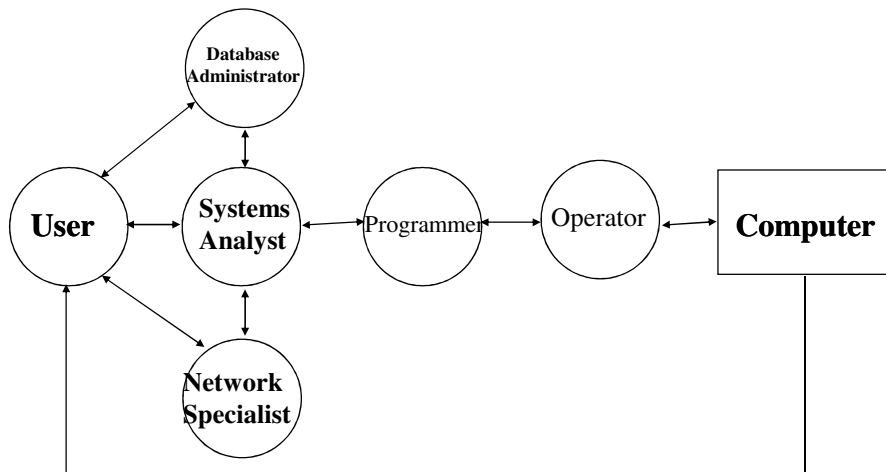 Database
Administrator
User
Systems
Analyst
Programmer
Operator
Computer
Network
Specialist